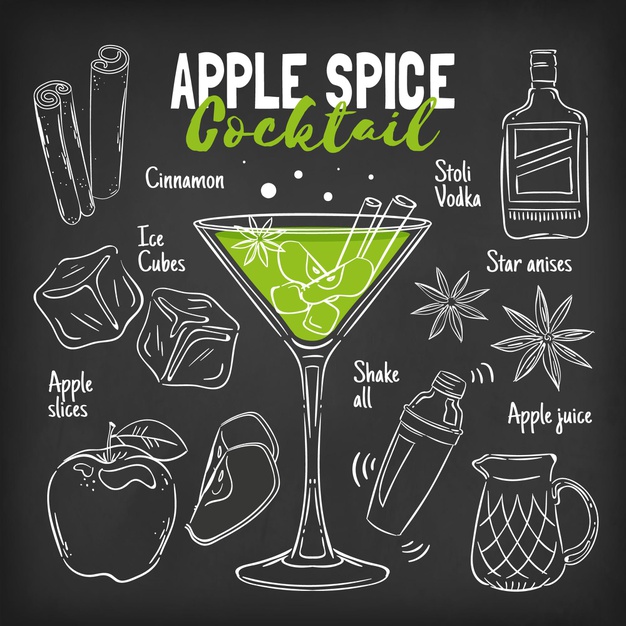 APPLE SPICE
Cocktail
Cinnamon
Stoli
Vodka
Ice
Cubes
Star anises
Apple
slices
Shake
all
Apple juice